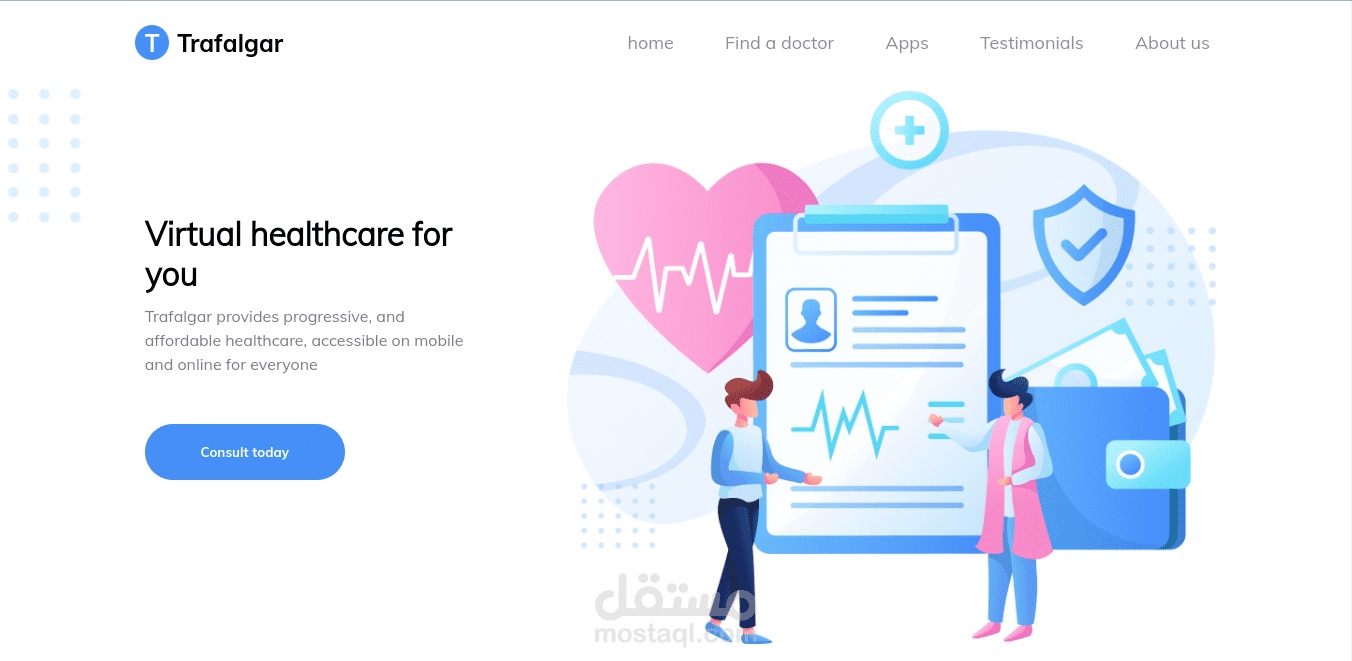 T Trafalgar
home Find a doctor Apps Testimonials About us
Virtual healthcare for
you
Trafalgar provides progressive, and
affordable healthcare, accessible on mobile
and online for everyone
Consult today
مستقل
mostaql.com